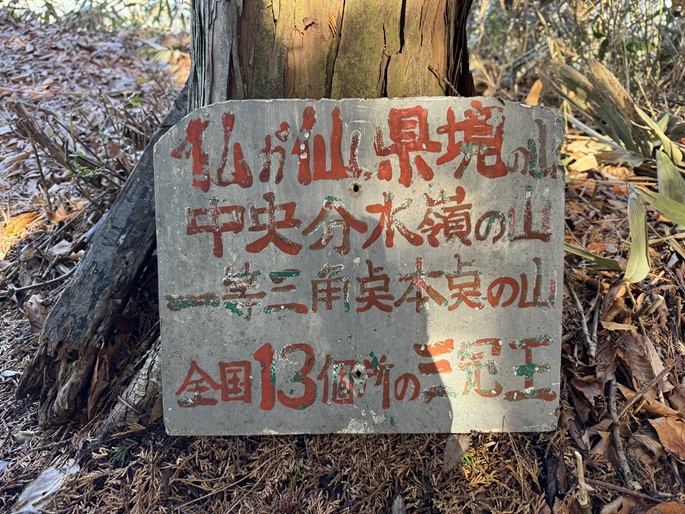 仏が仙県境の山
中央分水嶺の山
一等三角点本点の山
全国13個所の三冠王